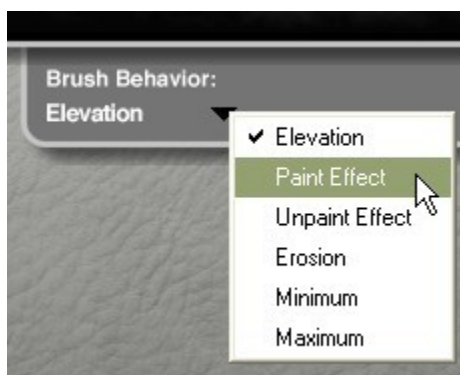 Brush Behavior:
Elevation
Elevation
Paint Effect
Unpaint Effect
Erosion
Minimum
Maximum